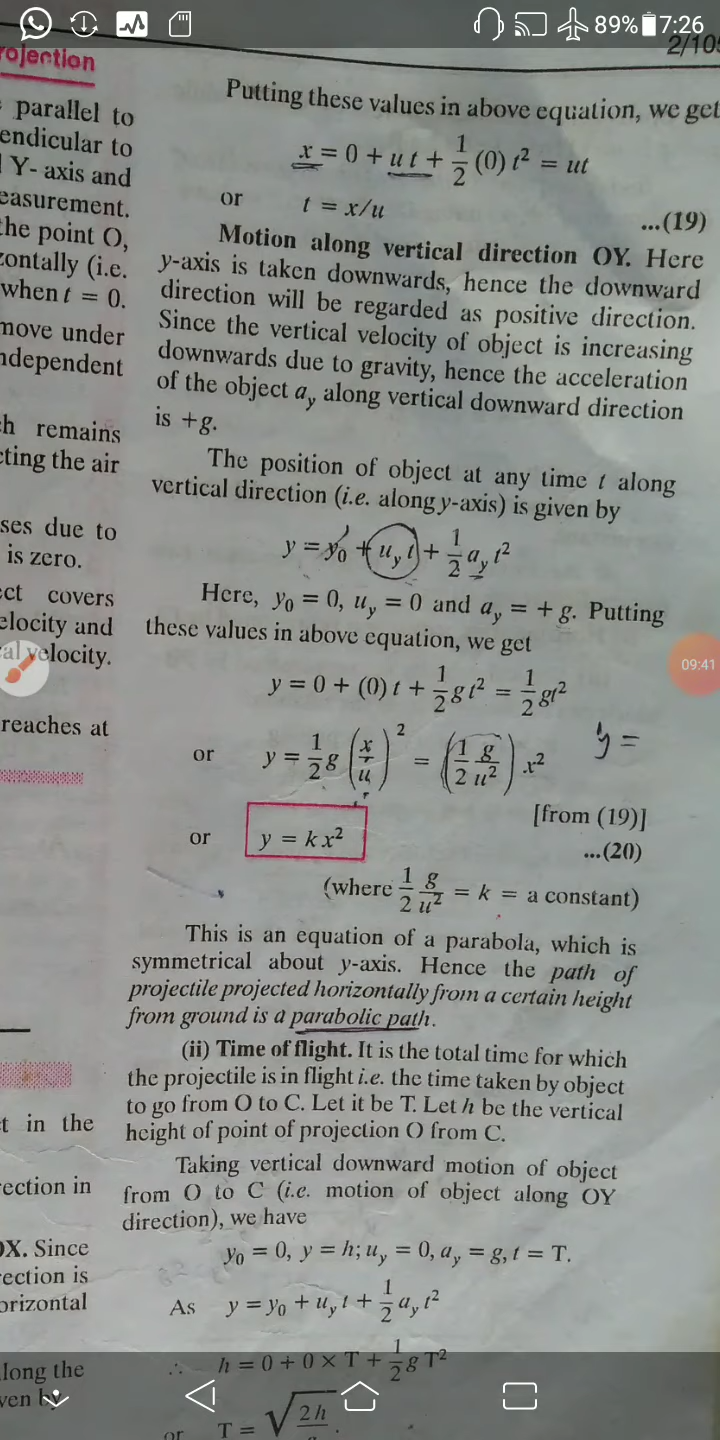 89% 7:26
2/10
rojection
parallel to
endicular to
Y- axis and
easurement.
the point O,
zontally (i.e.
when t = 0.
move under
ndependent
h remains
cting the air
ses due to
is zero.
ect covers
elocity and
al velocity.
reaches at
t in the
rection in
OX. Since
rection is
orizontal
long the
ven by
Putting these values in above equation, we get
x = 0 + u t + 1/2 (0) t² = ut
or t = x/u
...(19)
Motion along vertical direction OY. Here
y-axis is taken downwards, hence the downward
direction will be regarded as positive direction.
Since the vertical velocity of object is increasing
downwards due to gravity, hence the acceleration
of the object a_y along vertical downward direction
is +g.
The position of object at any time t along
vertical direction (i.e. along y-axis) is given by
y = y₀ + u_y t + 1/2 a_y t²
Here, y₀ = 0, u_y = 0 and a_y = + g. Putting
these values in above equation, we get
09:41
y = 0 + (0) t + 1/2 g t² = 1/2 gt²
y =
or y = 1/2 g (x/u)² = (1/2 g/u²) x²
[from (19)]
or y = k x² ...(20)
(where 1/2 g/u² = k = a constant)
This is an equation of a parabola, which is
symmetrical about y-axis. Hence the path of
projectile projected horizontally from a certain height
from ground is a parabolic path.
(ii) Time of flight. It is the total time for which
the projectile is in flight i.e. the time taken by object
to go from O to C. Let it be T. Let h be the vertical
height of point of projection O from C.
Taking vertical downward motion of object
from O to C (i.e. motion of object along OY
direction), we have
y₀ = 0, y = h; u_y = 0, a_y = g, t = T.
As y = y₀ + u_y t + 1/2 a_y t²
∴ h = 0 + 0 × T + 1/2 g T²
or T = √2h